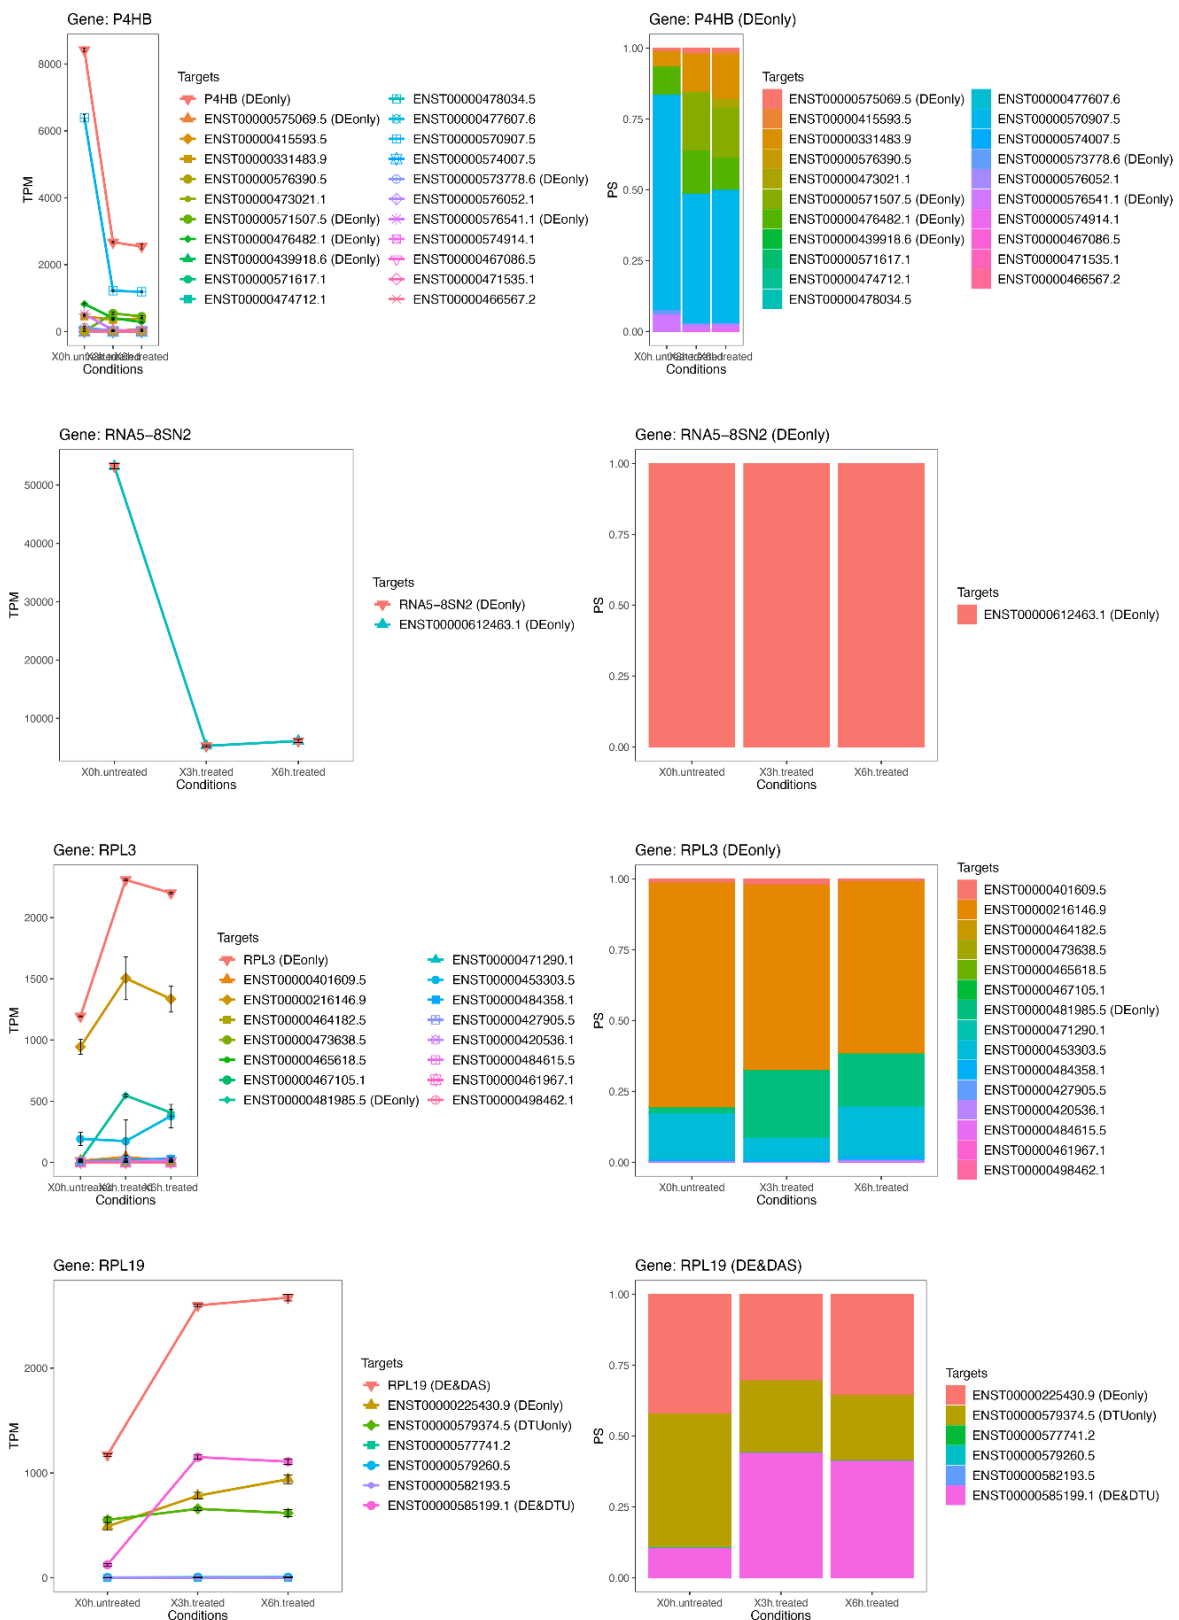 Gene: P4HB
8000
6000
4000
2000
0
TPM
X0h.untreated
X6h.treated
Conditions
Targets
P4HB (DEonly)
ENST00000575069.5 (DEonly)
ENST00000415593.5
ENST00000331483.9
ENST00000576390.5
ENST00000473021.1
ENST00000571507.5 (DEonly)
ENST00000476482.1 (DEonly)
ENST00000439918.6 (DEonly)
ENST00000571617.1
ENST00000474712.1
ENST00000478034.5
ENST00000477607.6
ENST00000570907.5
ENST00000574007.5
ENST00000573778.6 (DEonly)
ENST00000576052.1
ENST00000576541.1 (DEonly)
ENST00000574914.1
ENST00000467086.5
ENST00000471535.1
ENST00000466567.2
Gene: P4HB (DEonly)
1.00
0.75
0.50
0.25
0.00
PS
X0h.untreated
X6h.treated
Conditions
Targets
ENST00000575069.5 (DEonly)
ENST00000415593.5
ENST00000331483.9
ENST00000576390.5
ENST00000473021.1
ENST00000571507.5 (DEonly)
ENST00000476482.1 (DEonly)
ENST00000439918.6 (DEonly)
ENST00000571617.1
ENST00000474712.1
ENST00000478034.5
ENST00000477607.6
ENST00000570907.5
ENST00000574007.5
ENST00000573778.6 (DEonly)
ENST00000576052.1
ENST00000576541.1 (DEonly)
ENST00000574914.1
ENST00000467086.5
ENST00000471535.1
ENST00000466567.2
Gene: RNA5−8SN2
50000
40000
30000
20000
10000
TPM
X0h.untreated
X3h.treated
X6h.treated
Conditions
Targets
RNA5−8SN2 (DEonly)
ENST00000612463.1 (DEonly)
Gene: RNA5−8SN2 (DEonly)
1.00
0.75
0.50
0.25
0.00
PS
X0h.untreated
X3h.treated
X6h.treated
Conditions
Targets
ENST00000612463.1 (DEonly)
Gene: RPL3
2000
1500
1000
500
0
TPM
X0h.untreated
X3h.treated
X6h.treated
Conditions
Targets
RPL3 (DEonly)
ENST00000401609.5
ENST00000216146.9
ENST00000464182.5
ENST00000473638.5
ENST00000465618.5
ENST00000467105.1
ENST00000481985.5 (DEonly)
ENST00000471290.1
ENST00000453303.5
ENST00000484358.1
ENST00000427905.5
ENST00000420536.1
ENST00000484615.5
ENST00000461967.1
ENST00000498462.1
Gene: RPL3 (DEonly)
1.00
0.75
0.50
0.25
0.00
PS
X0h.untreated
X3h.treated
X6h.treated
Conditions
Targets
ENST00000401609.5
ENST00000216146.9
ENST00000464182.5
ENST00000473638.5
ENST00000465618.5
ENST00000467105.1
ENST00000481985.5 (DEonly)
ENST00000471290.1
ENST00000453303.5
ENST00000484358.1
ENST00000427905.5
ENST00000420536.1
ENST00000484615.5
ENST00000461967.1
ENST00000498462.1
Gene: RPL19
2000
1000
0
TPM
X0h.untreated
X3h.treated
X6h.treated
Conditions
Targets
RPL19 (DE&DAS)
ENST00000225430.9 (DEonly)
ENST00000579374.5 (DTUonly)
ENST00000577741.2
ENST00000579260.5
ENST00000582193.5
ENST00000585199.1 (DE&DTU)
Gene: RPL19 (DE&DAS)
1.00
0.75
0.50
0.25
0.00
PS
X0h.untreated
X3h.treated
X6h.treated
Conditions
Targets
ENST00000225430.9 (DEonly)
ENST00000579374.5 (DTUonly)
ENST00000577741.2
ENST00000579260.5
ENST00000582193.5
ENST00000585199.1 (DE&DTU)